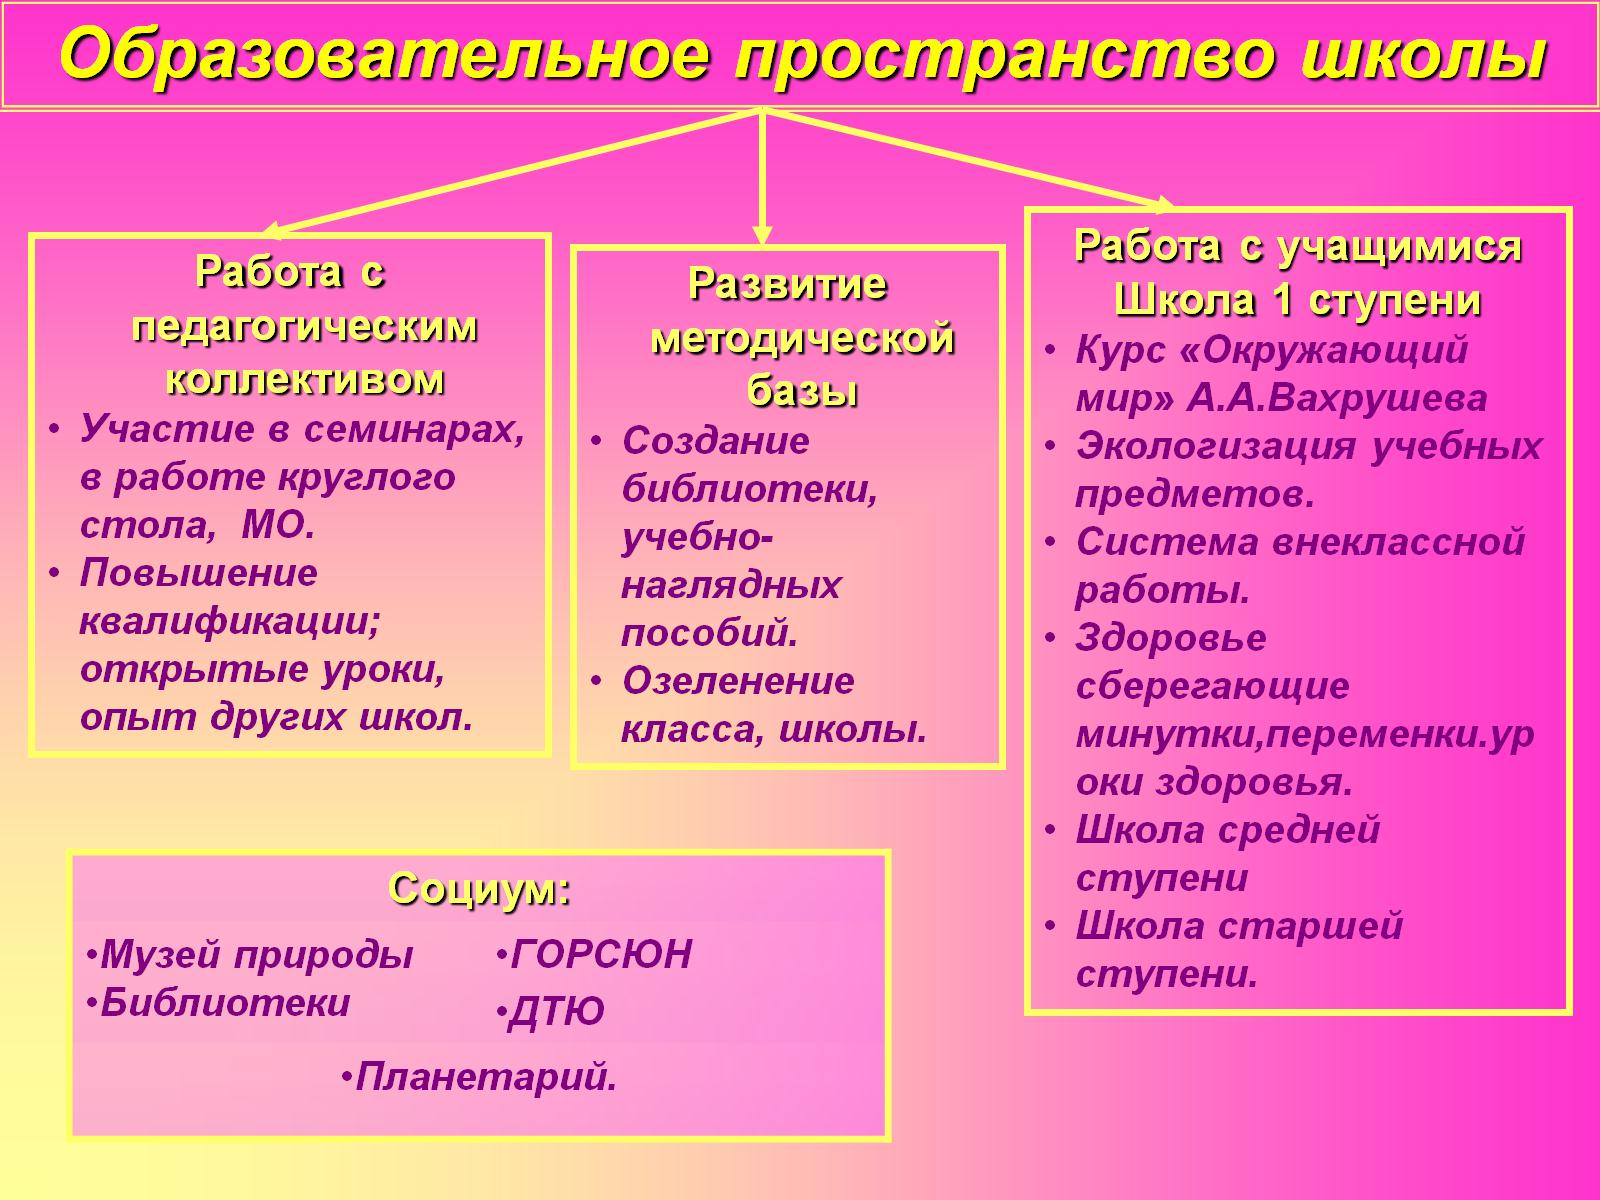 Образовательное пространство школы
Работа с
педагогическим
коллективом
• Участие в семинарах,
в работе круглого
стола,  МО.
• Повышение
квалификации;
открытые уроки,
опыт других школ.
Развитие
методической
базы
• Создание
библиотеки,
учебно-
наглядных
пособий.
• Озеленение
класса, школы.
Работа с учащимися
Школа 1 ступени
• Курс «Окружающий
мир» А.А.Вахрушева
• Экологизация учебных
предметов.
• Система внеклассной
работы.
• Здоровье
сберегающие
минутки,переменки.ур
оки здоровья.
• Школа средней
ступени
• Школа старшей
ступени.
Социум:
•Музей природы
•Библиотеки
•ГОРСЮН
•ДТЮ
•Планетарий.